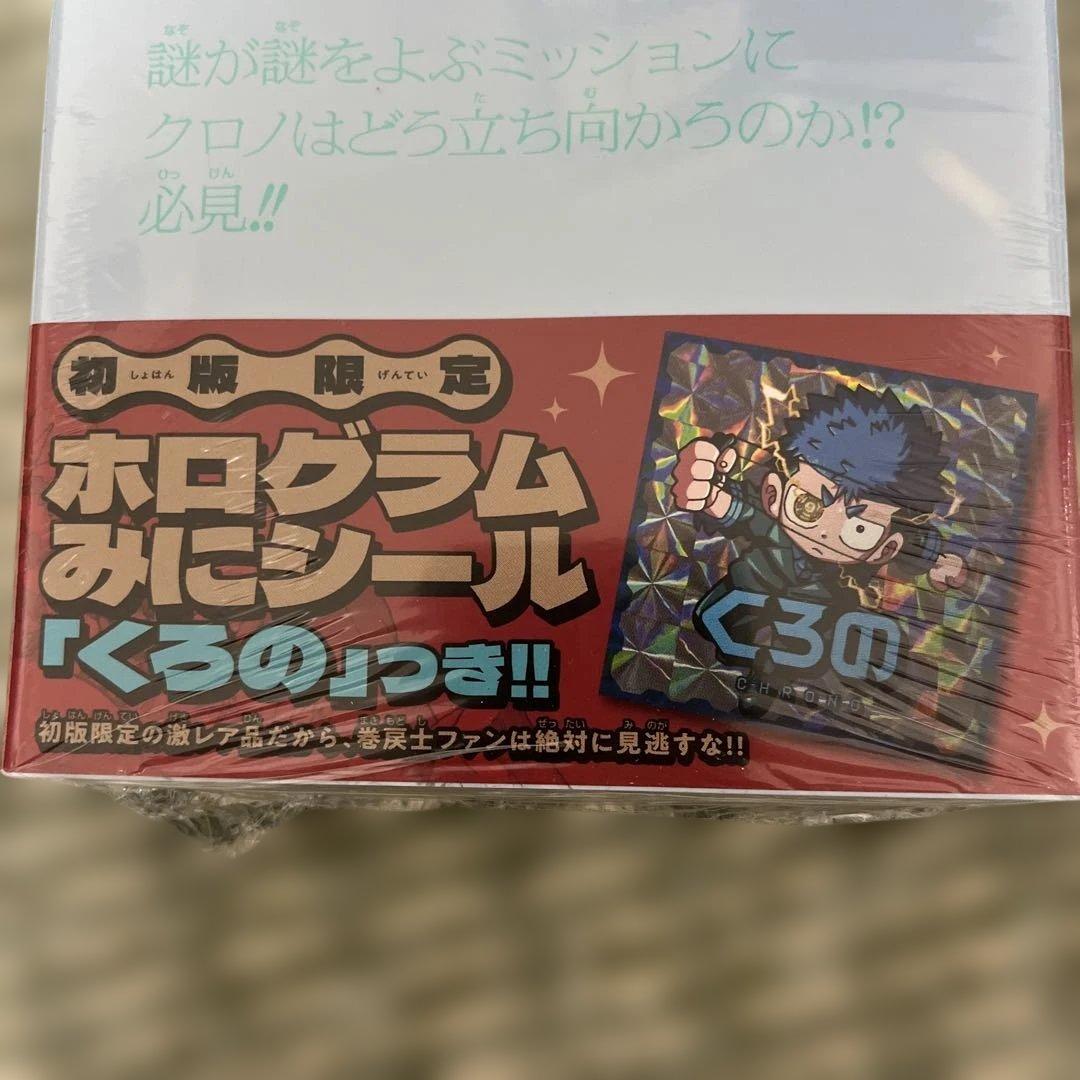 謎が謎をよぶミッションに
クロノはどう立ち向かうのか!?
必見!!
初版限定
ホログラム
みにシール
「くろの」つき!!
初版限定の激レア品だから、巻戻士ファンは絶対に見逃すな!!
くろの
CHRONO